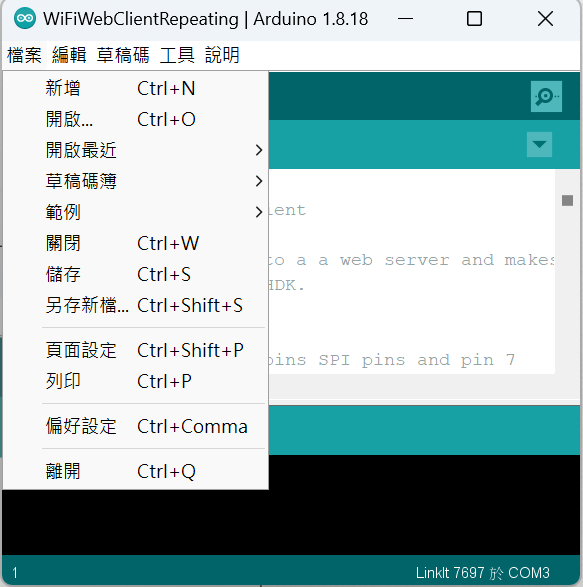 WiFiWebClientRepeating | Arduino 1.8.18
檔案 編輯 草稿碼 工具 說明
新增 Ctrl+N
開啟... Ctrl+O
開啟最近
草稿碼簿
範例
關閉 Ctrl+W
儲存 Ctrl+S
另存新檔... Ctrl+Shift+S
頁面設定 Ctrl+Shift+P
列印 Ctrl+P
偏好設定 Ctrl+Comma
離開 Ctrl+Q
ient
to a a web server and makes
HDK.
pins SPI pins and pin 7
1
LinkIt 7697 於 COM3